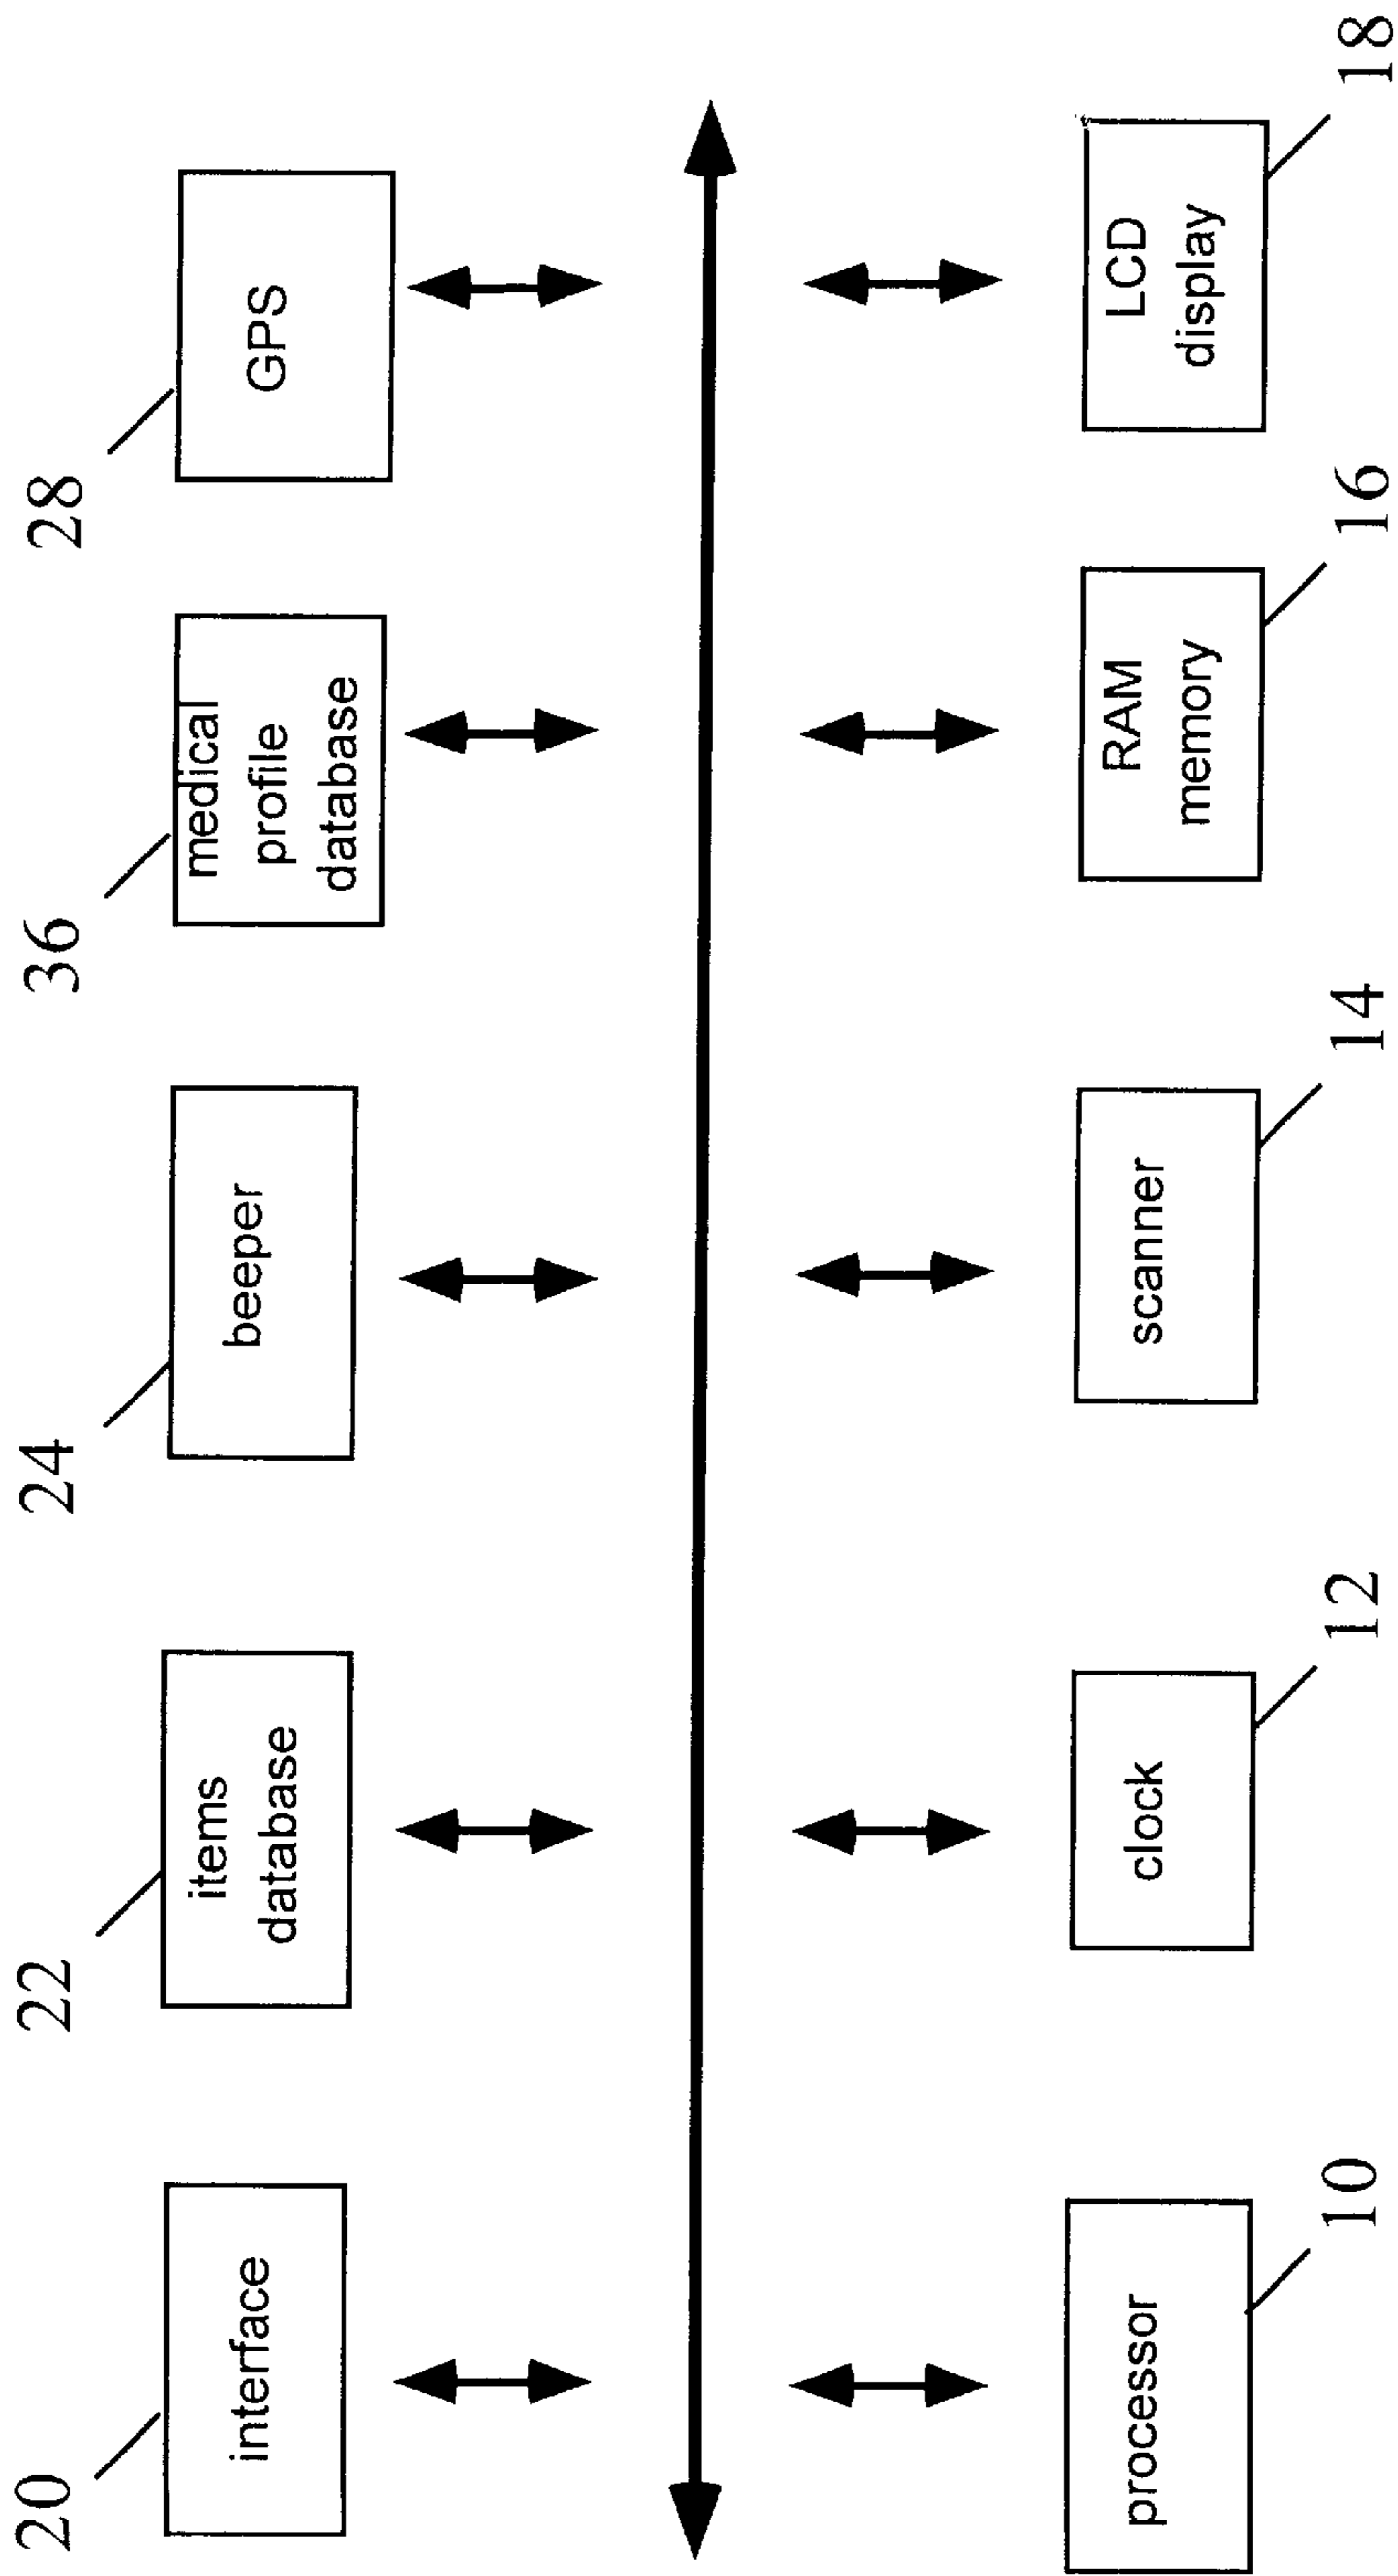 20
interface
22
items
database
24
beeper
36
medical
profile
database
28
GPS
processor
10
clock
12
scanner
14
RAM
memory
16
LCD
display
18